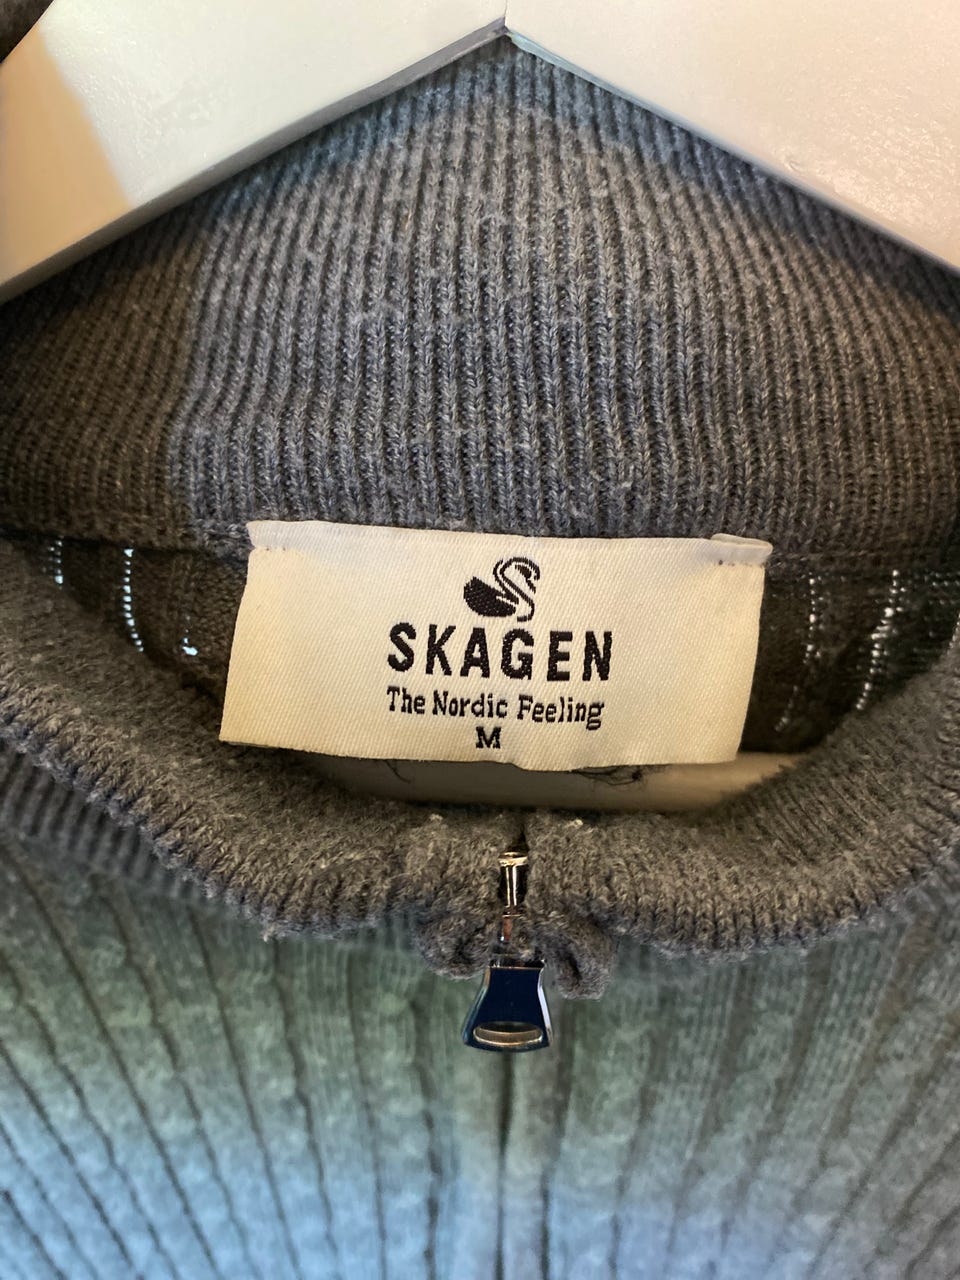 SKAGEN
The Nordic Feeling
M